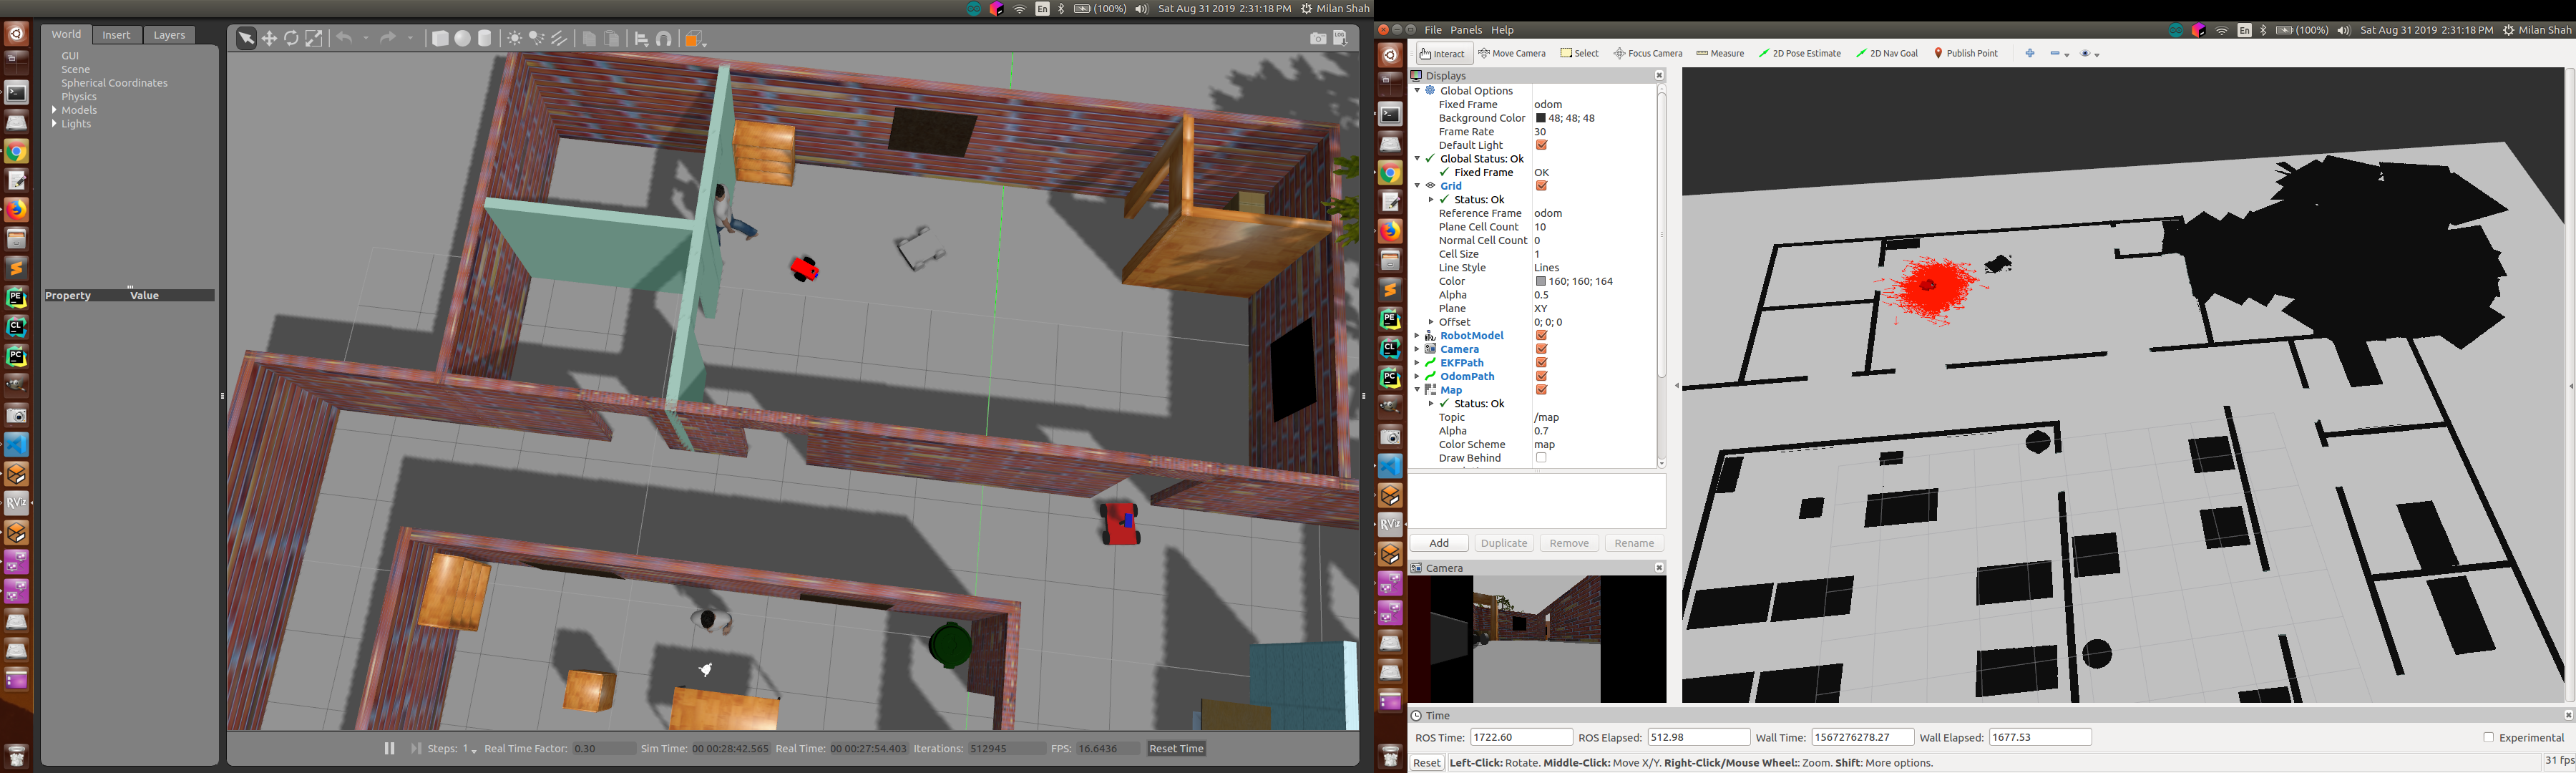 En (100%) Sat Aug 31 2019 2:31:18 PM Milan Shah
World Insert Layers
GUI
Scene
Spherical Coordinates
Physics
Models
Lights
Property Value
PE
CL
PC
RViz
LOG
Steps: 1 Real Time Factor: 0.30 Sim Time: 00 00:28:42.565 Real Time: 00 00:27:54.403 Iterations: 512945 FPS: 16.6436 Reset Time
File Panels Help
En (100%) Sat Aug 31 2019 2:31:18 PM Milan Shah
Interact Move Camera Select Focus Camera Measure 2D Pose Estimate 2D Nav Goal Publish Point
Displays
Global Options
Fixed Frame odom
Background Color 48; 48; 48
Frame Rate 30
Default Light
Global Status: Ok
Fixed Frame OK
Grid
Status: Ok
Reference Frame odom
Plane Cell Count 10
Normal Cell Count 0
Cell Size 1
Line Style Lines
Color 160; 160; 164
Alpha 0.5
Plane XY
Offset 0; 0; 0
RobotModel
Camera
EKFPath
OdomPath
Map
Status: Ok
Topic /map
Alpha 0.7
Color Scheme map
Draw Behind
Add Duplicate Remove Rename
Camera
PE
CL
PC
RViz
Time
ROS Time: 1722.60 ROS Elapsed: 512.98 Wall Time: 1567276278.27 Wall Elapsed: 1677.53 Experimental
Reset Left-Click: Rotate. Middle-Click: Move X/Y. Right-Click/Mouse Wheel:: Zoom. Shift: More options. 31 fps